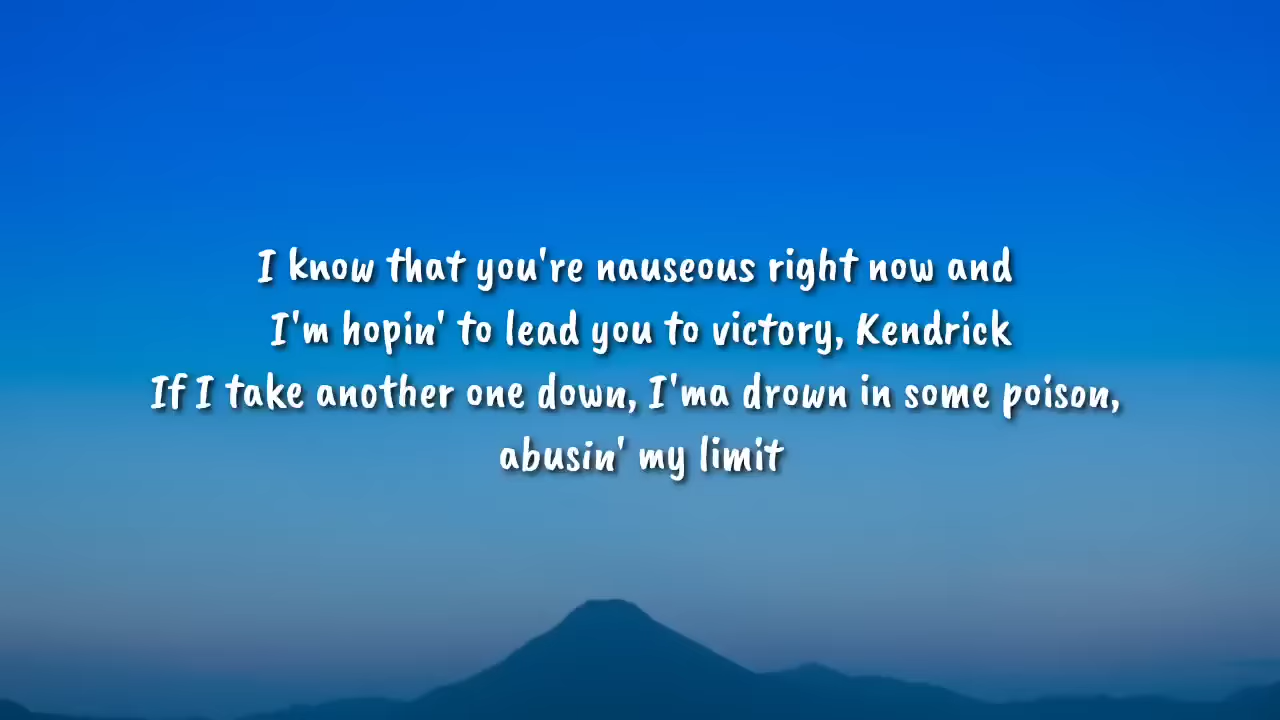 I know that you're nauseous right now and
I'm hopin' to lead you to victory, Kendrick
If I take another one down, I'ma drown in some poison,
abusin' my limit